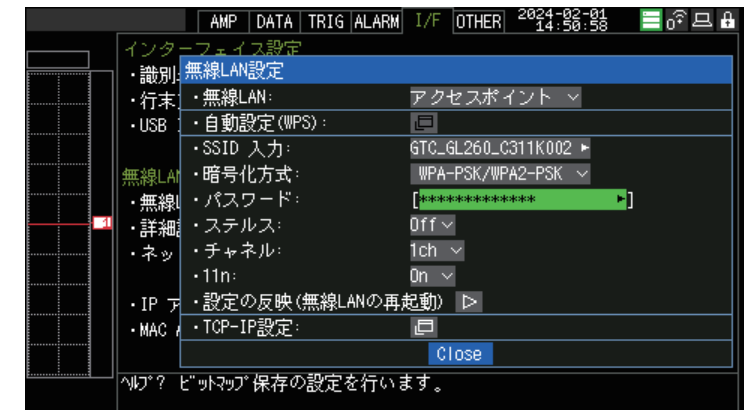 AMP DATA TRIG ALARM I/F OTHER 2024-02-01 14:56:58
インターフェイス設定
・識別
無線LAN設定
・行末
・無線LAN: アクセスポイント
・USB
・自動設定(WPS):
・SSID 入力: GTC_GL260_C311K002
無線LAN
・暗号化方式: WPA-PSK/WPA2-PSK
・無線L
・パスワード: [*************]
1
・詳細
・ステルス: Off
・ネッ
・チャネル: 1ch
・11n: On
・IP ア
・設定の反映(無線LANの再起動)
・MAC
・TCP-IP設定:
Close
ヘルプ? ビットマップ保存の設定を行います。